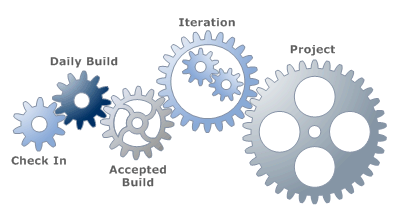 Iteration
Project
Daily Build
Check In
Accepted
Build